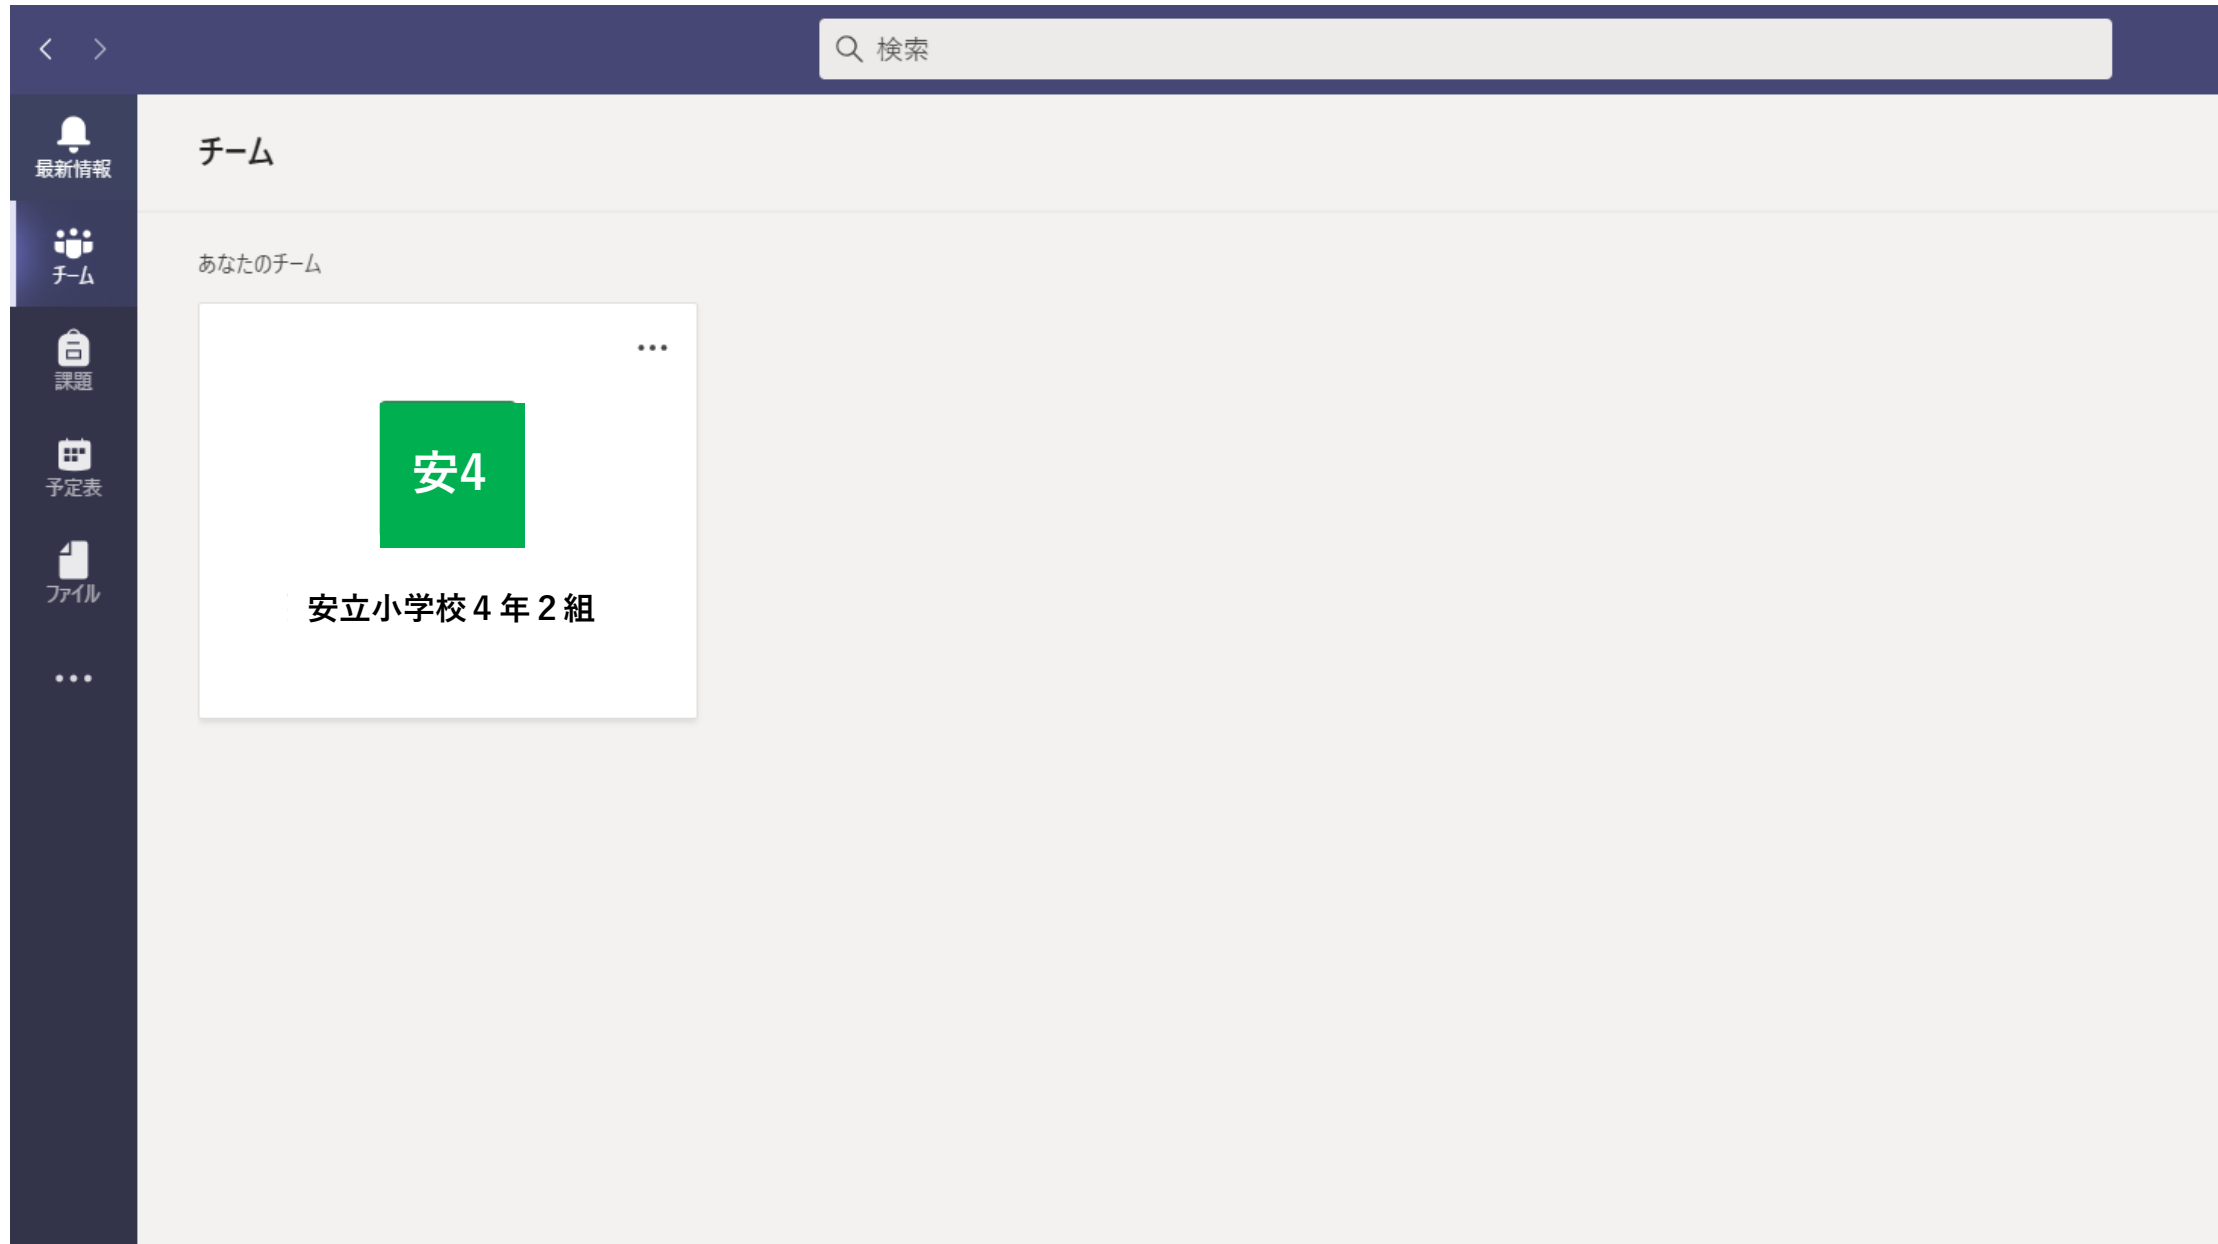 検索
最新情報
チーム
課題
予定表
ファイル
チーム
あなたのチーム
安4
安立小学校４年２組